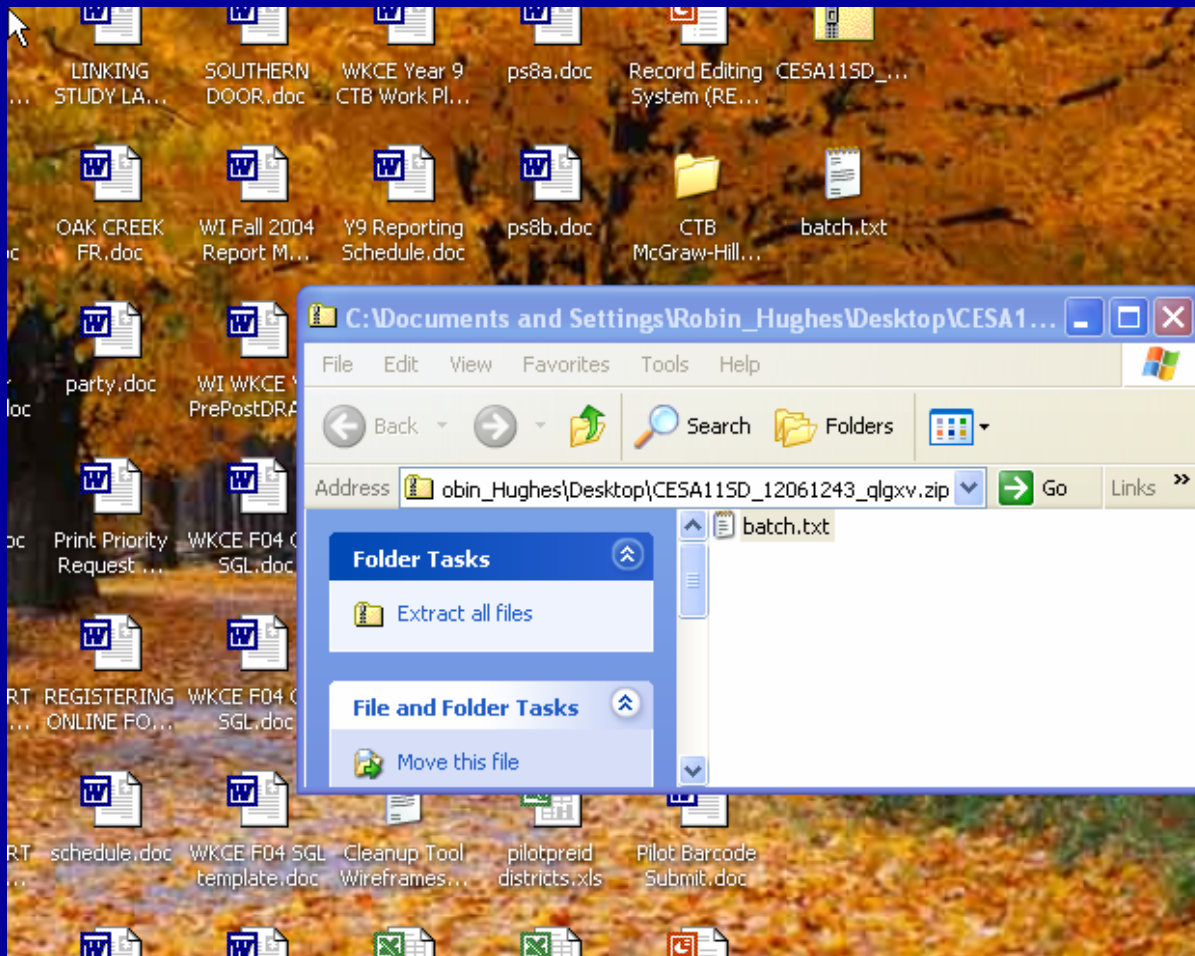 LINKING
STUDY LA...
SOUTHERN
DOOR.doc
WKCE Year 9
CTB Work Pl...
ps8a.doc
Record Editing
System (RE...
CESA11SD_...
OAK CREEK
FR.doc
WI Fall 2004
Report M...
Y9 Reporting
Schedule.doc
ps8b.doc
CTB
McGraw-Hill...
batch.txt
party.doc
WI WKCE
PrePostDRA
C:\Documents and Settings\Robin_Hughes\Desktop\CESA1...
File Edit View Favorites Tools Help
Back Search Folders
Address obin_Hughes\Desktop\CESA11SD_12061243_qlgxv.zip Go Links »
batch.txt
Folder Tasks
Extract all files
File and Folder Tasks
Move this file
Print Priority
Request ...
WKCE F04
SGL.doc
REGISTERING
ONLINE FO...
WKCE F04
SGL.doc
schedule.doc
WKCE F04 SGL
template.doc
Cleanup Tool
Wireframes...
pilotpreid
districts.xls
Pilot Barcode
Submit.doc